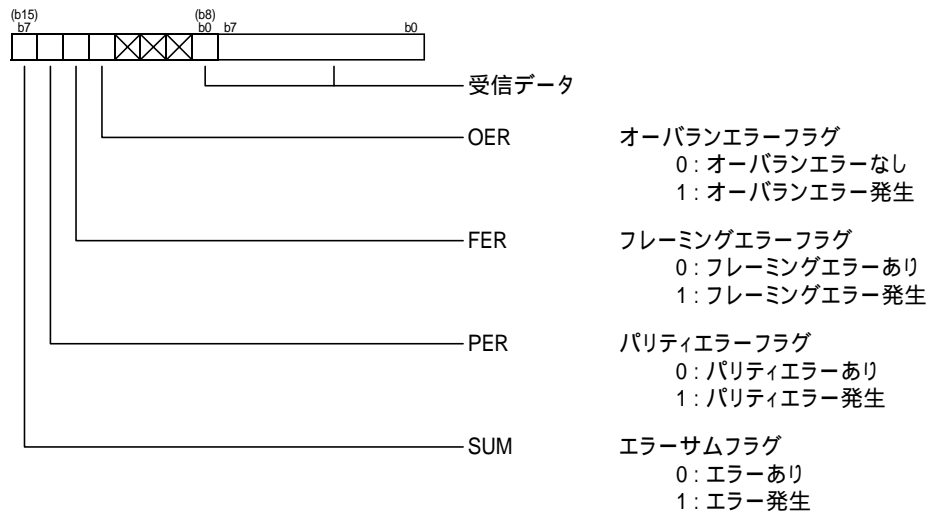 (b15) (b8)
b7 b0 b7 b0
受信データ
OER オーバランエラーフラグ
0 : オーバランエラーなし
1 : オーバランエラー発生
FER フレーミングエラーフラグ
0 : フレーミングエラーあり
1 : フレーミングエラー発生
PER パリティエラーフラグ
0 : パリティエラーあり
1 : パリティエラー発生
SUM エラーサムフラグ
0 : エラーあり
1 : エラー発生